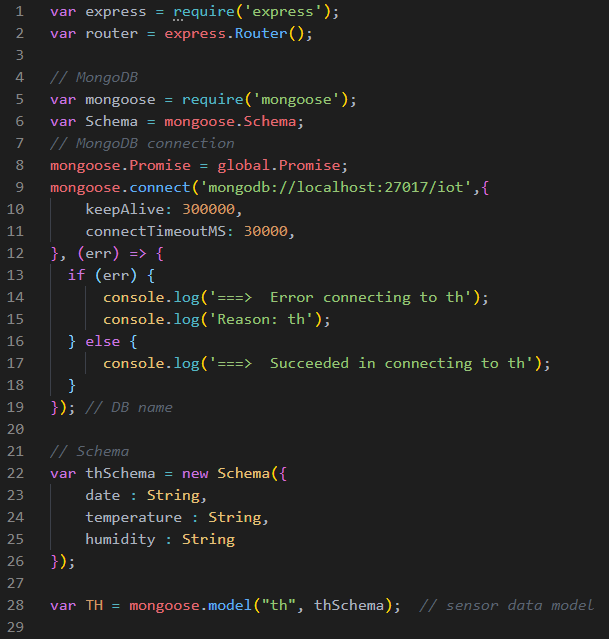 1 var express = require('express');
2 var router = express.Router();
3
4 // MongoDB
5 var mongoose = require('mongoose');
6 var Schema = mongoose.Schema;
7 // MongoDB connection
8 mongoose.Promise = global.Promise;
9 mongoose.connect('mongodb://localhost:27017/iot',{
10     keepAlive: 300000,
11     connectTimeoutMS: 30000,
12 }, (err) => {
13   if (err) {
14       console.log('===>  Error connecting to th');
15       console.log('Reason: th');
16   } else {
17       console.log('===>  Succeeded in connecting to th');
18   }
19 }); // DB name
20
21 // Schema
22 var thSchema = new Schema({
23     date : String,
24     temperature : String,
25     humidity : String
26 });
27
28 var TH = mongoose.model("th", thSchema);  // sensor data model
29